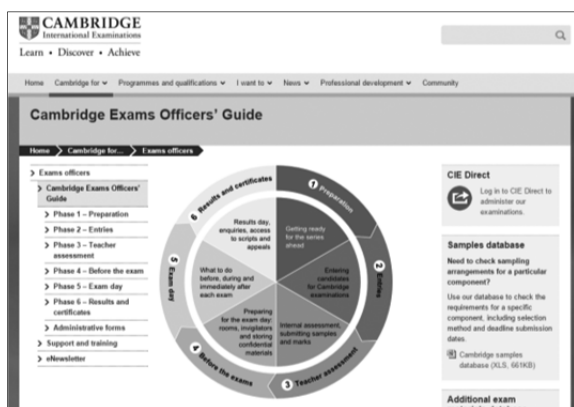 CAMBRIDGE
International Examinations
Learn • Discover • Achieve
Home Cambridge for Programmes and qualifications I want to News Professional development Community
Cambridge Exams Officers' Guide
Home Cambridge for... Exams officers
Exams officers
Cambridge Exams Officers'
Guide
Phase 1 – Preparation
Phase 2 – Entries
Phase 3 – Teacher
assessment
Phase 4 – Before the exam
Phase 5 – Exam day
Phase 6 – Results and
certificates
Administrative forms
Support and training
eNewsletter
1 Preparation
Getting ready
for the series
ahead
2 Entries
Entering
candidates
for Cambridge
examinations
3 Teacher assessment
Internal assessment,
submitting samples
and marks
4 Before the exams
Preparing
for the exam day:
rooms, invigilators
and storing
confidential
materials
5 Exam day
What to do
before, during and
immediately after
each exam
6 Results and certificates
Results day,
enquiries, access
to scripts and
appeals
CIE Direct
Log in to CIE Direct to
administer our
examinations.
Samples database
Need to check sampling
arrangements for a particular
component?
Use our database to check the
requirements for a specific
component, including selection
method and deadline submission
dates.
Cambridge samples
database (XLS, 661KB)
Additional exam